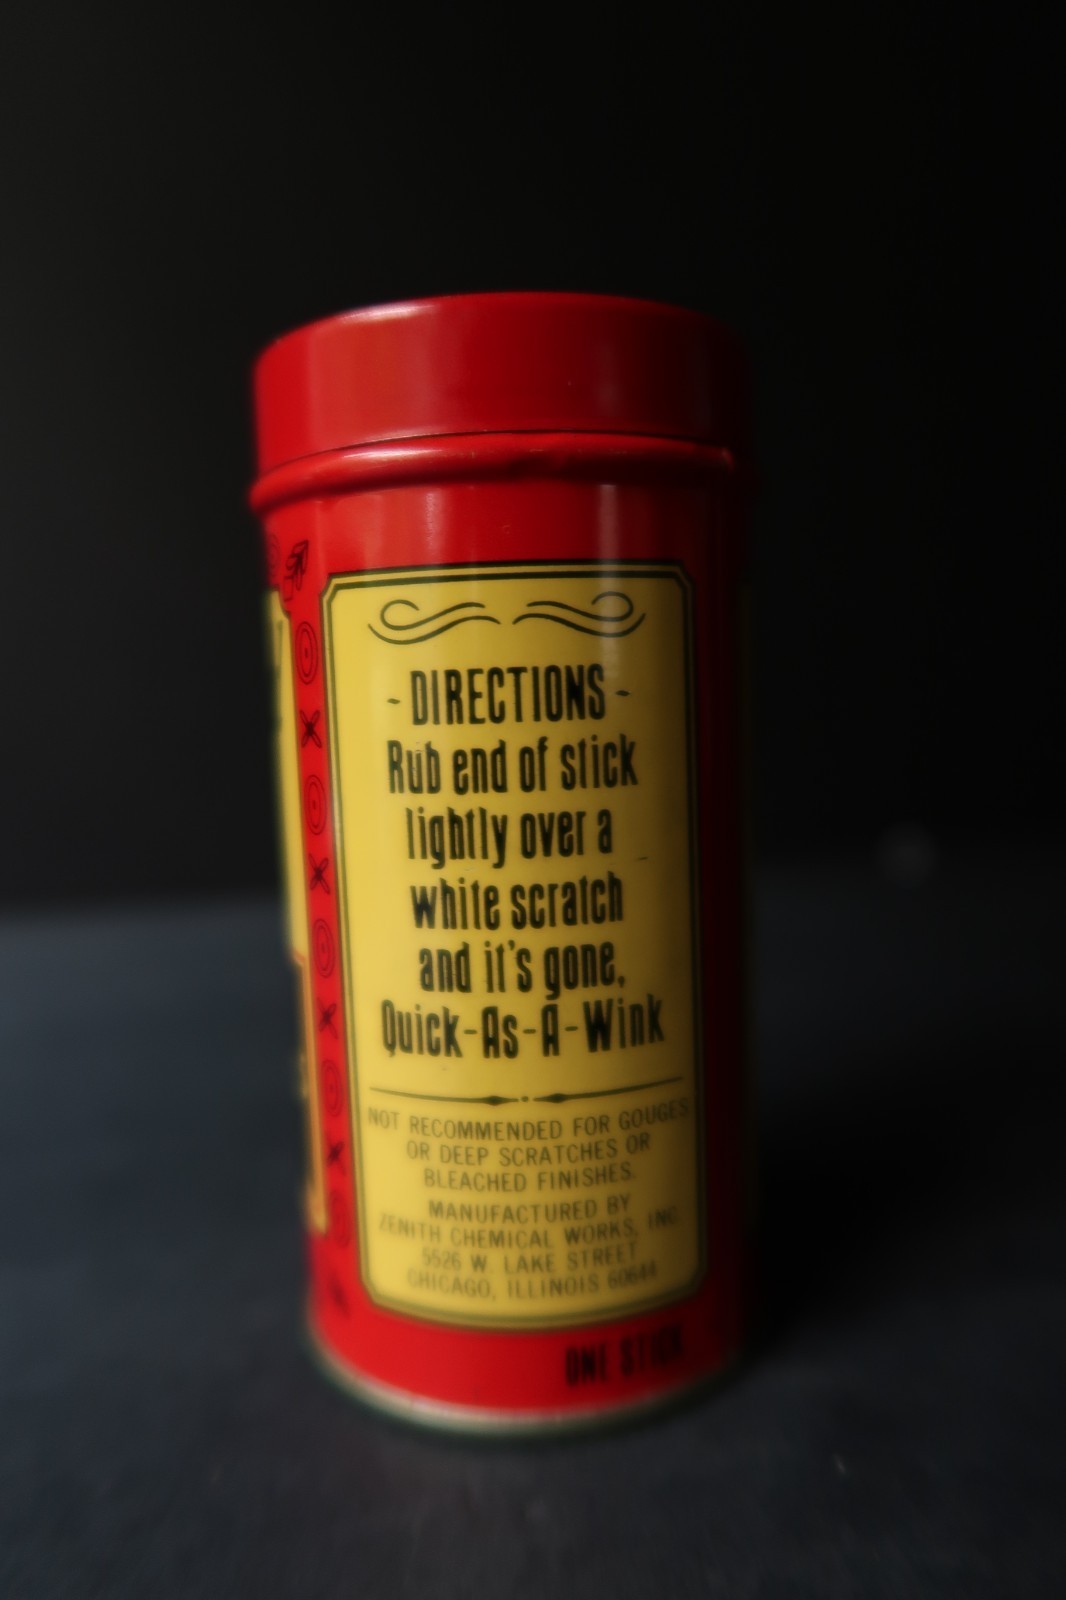 - DIRECTIONS -
Rub end of stick
lightly over a
white scratch
and it's gone,
Quick-As-A-Wink
NOT RECOMMENDED FOR GOUGES
OR DEEP SCRATCHES OR
BLEACHED FINISHES.
MANUFACTURED BY
ZENITH CHEMICAL WORKS, INC.
5526 W. LAKE STREET
CHICAGO, ILLINOIS 60644
ONE STICK